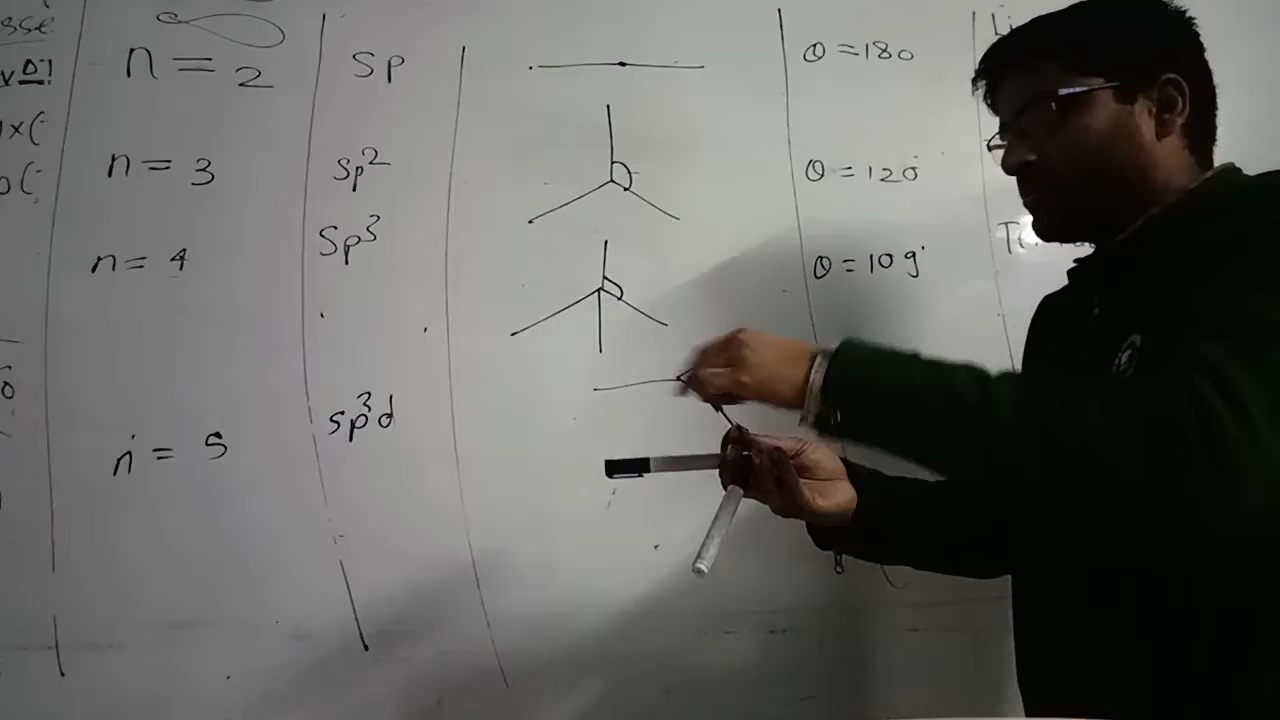 n = 2 sp θ = 180
n = 3 sp² θ = 120°
n = 4 sp³ θ = 109°
n = 5 sp³d